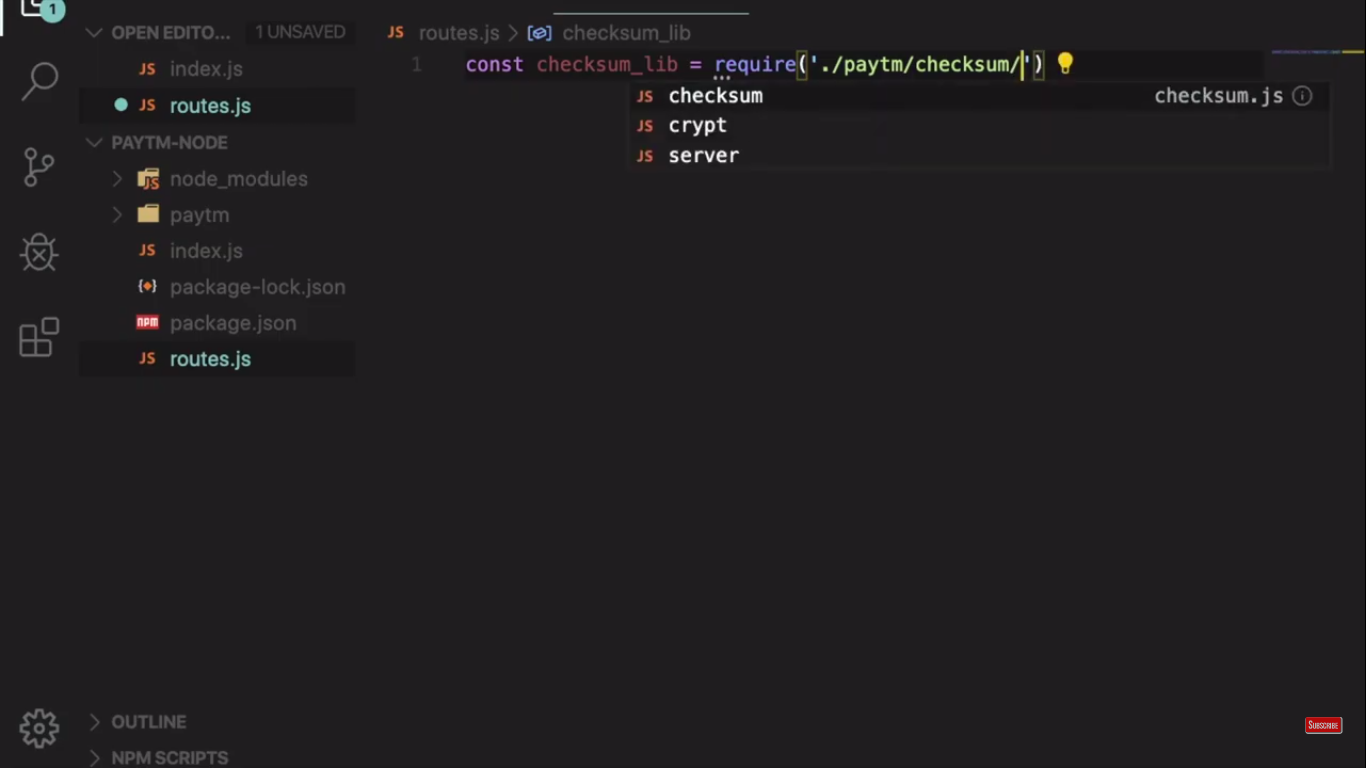 1
OPEN EDITO... 1 UNSAVED
JS index.js
JS routes.js
PAYTM-NODE
JS node_modules
paytm
JS index.js
package-lock.json
npm package.json
JS routes.js
OUTLINE
NPM SCRIPTS
JS routes.js > checksum_lib
1 const checksum_lib = require('./paytm/checksum/')
JS checksum checksum.js
JS crypt
JS server
SUBSCRIBE